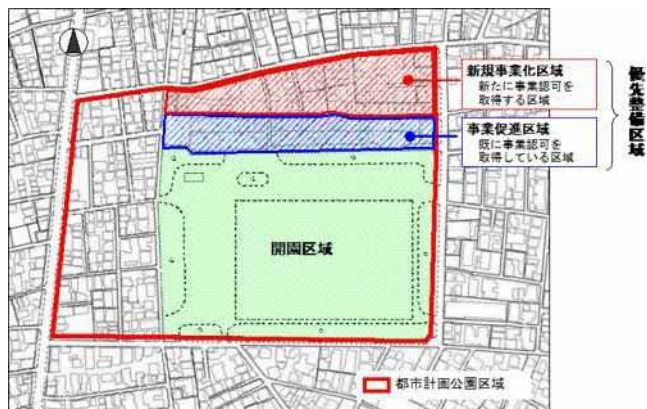 新規事業化区域
新たに事業認可を
取得する区域
事業促進区域
既に事業認可を
取得している区域
優先整備区域
開園区域
都市計画公園区域